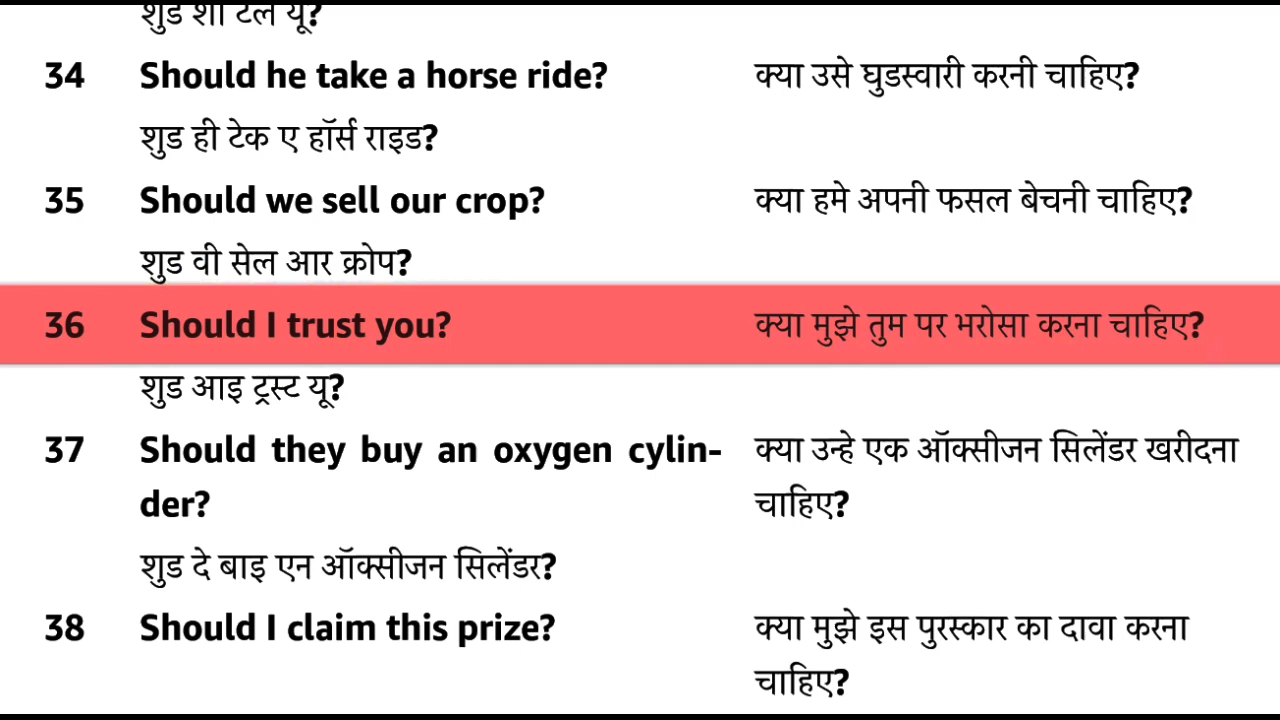 शुड शी टेल यू?
34 Should he take a horse ride? क्या उसे घुडस्वारी करनी चाहिए?
शुड ही टेक ए हॉर्स राइड?
35 Should we sell our crop? क्या हमे अपनी फसल बेचनी चाहिए?
शुड वी सेल आर क्रोप?
36 Should I trust you? क्या मुझे तुम पर भरोसा करना चाहिए?
शुड आइ ट्रस्ट यू?
37 Should they buy an oxygen cylin- क्या उन्हे एक ऑक्सीजन सिलेंडर खरीदना
der? चाहिए?
शुड दे बाइ एन ऑक्सीजन सिलेंडर?
38 Should I claim this prize? क्या मुझे इस पुरस्कार का दावा करना
चाहिए?